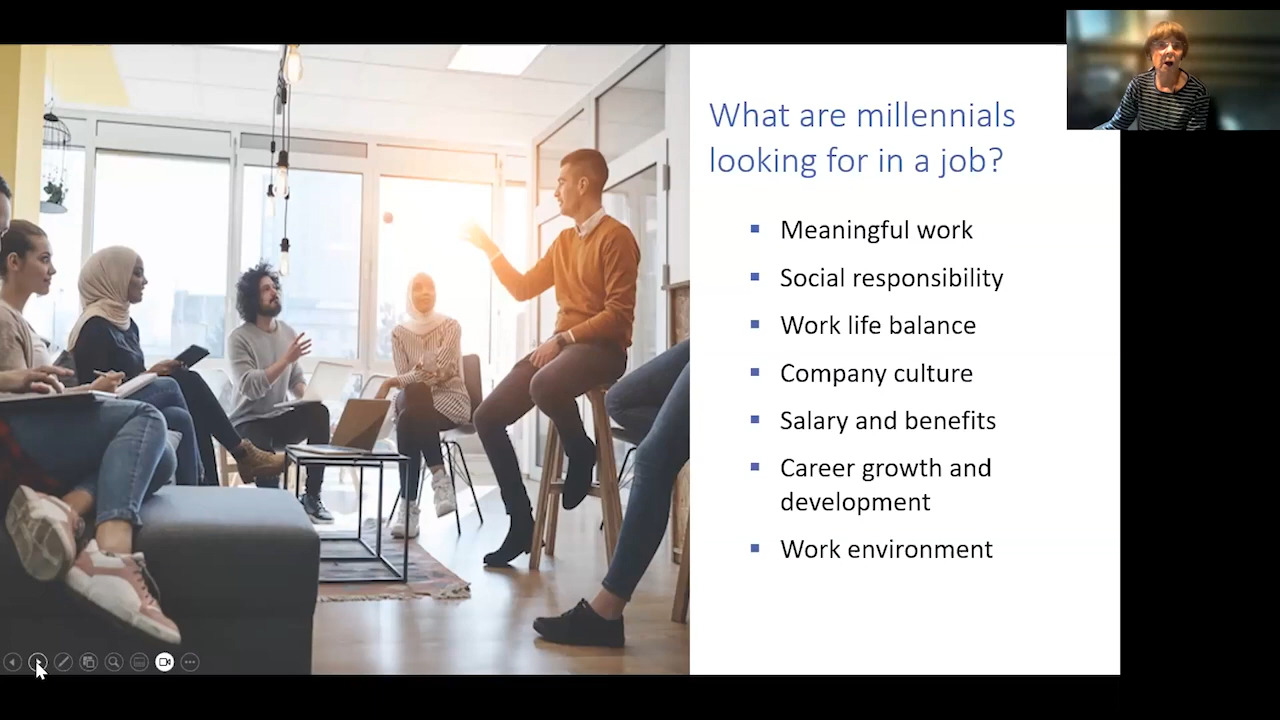 What are millennials
looking for in a job?
Meaningful work
Social responsibility
Work life balance
Company culture
Salary and benefits
Career growth and
development
Work environment